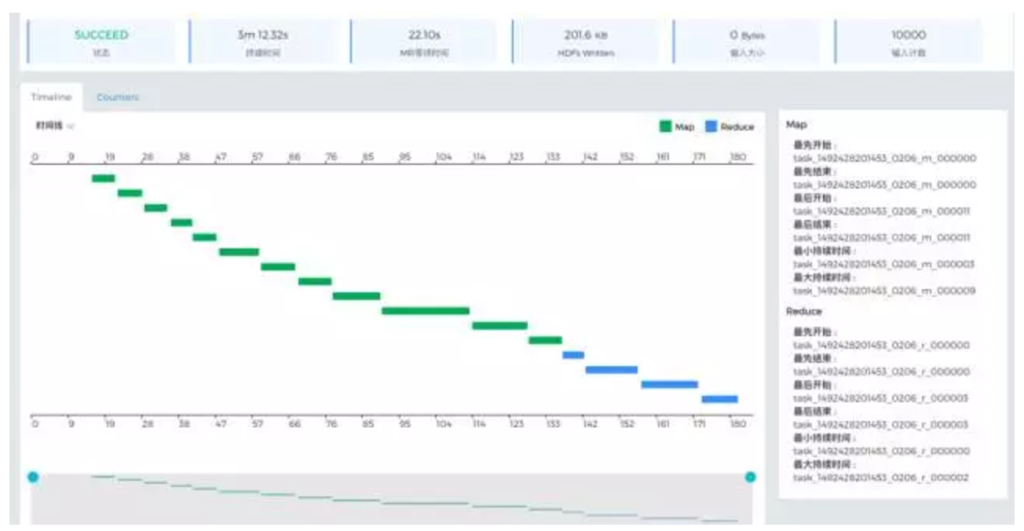 SUCCEED
状态
3m 12.32s
持续时间
22.10s
MR等待时间
201.6 KB
HDFs Written
0 Bytes
输入大小
10000
输入计数
Timeline
Counters
时间线
Map
Reduce
0 9 19 28 38 47 57 66 76 85 95 104 114 123 133 142 152 161 171 180
0 9 19 28 38 47 57 66 76 85 95 104 114 123 133 142 152 161 171 180
Map
最先开始：
task_1492428201453_0206_m_000000
最先结束：
task_1492428201453_0206_m_000000
最后开始：
task_1492428201453_0206_m_000011
最后结束：
task_1492428201453_0206_m_000011
最小持续时间：
task_1492428201453_0206_m_000003
最大持续时间：
task_1492428201453_0206_m_000009
Reduce
最先开始：
task_1492428201453_0206_r_000000
最先结束：
task_1492428201453_0206_r_000000
最后开始：
task_1492428201453_0206_r_000003
最后结束：
task_1492428201453_0206_r_000003
最小持续时间：
task_1492428201453_0206_r_000000
最大持续时间：
task_1492428201453_0206_r_000002